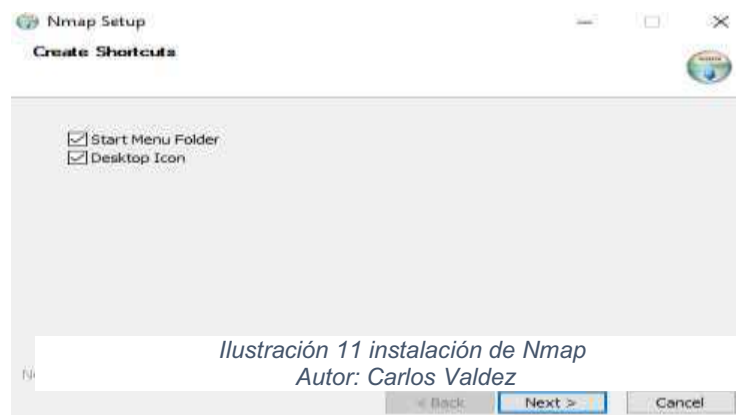 Nmap Setup
Create Shortcuts
Start Menu Folder
Desktop Icon
Ilustración 11 instalación de Nmap
Autor: Carlos Valdez
< Back Next > Cancel